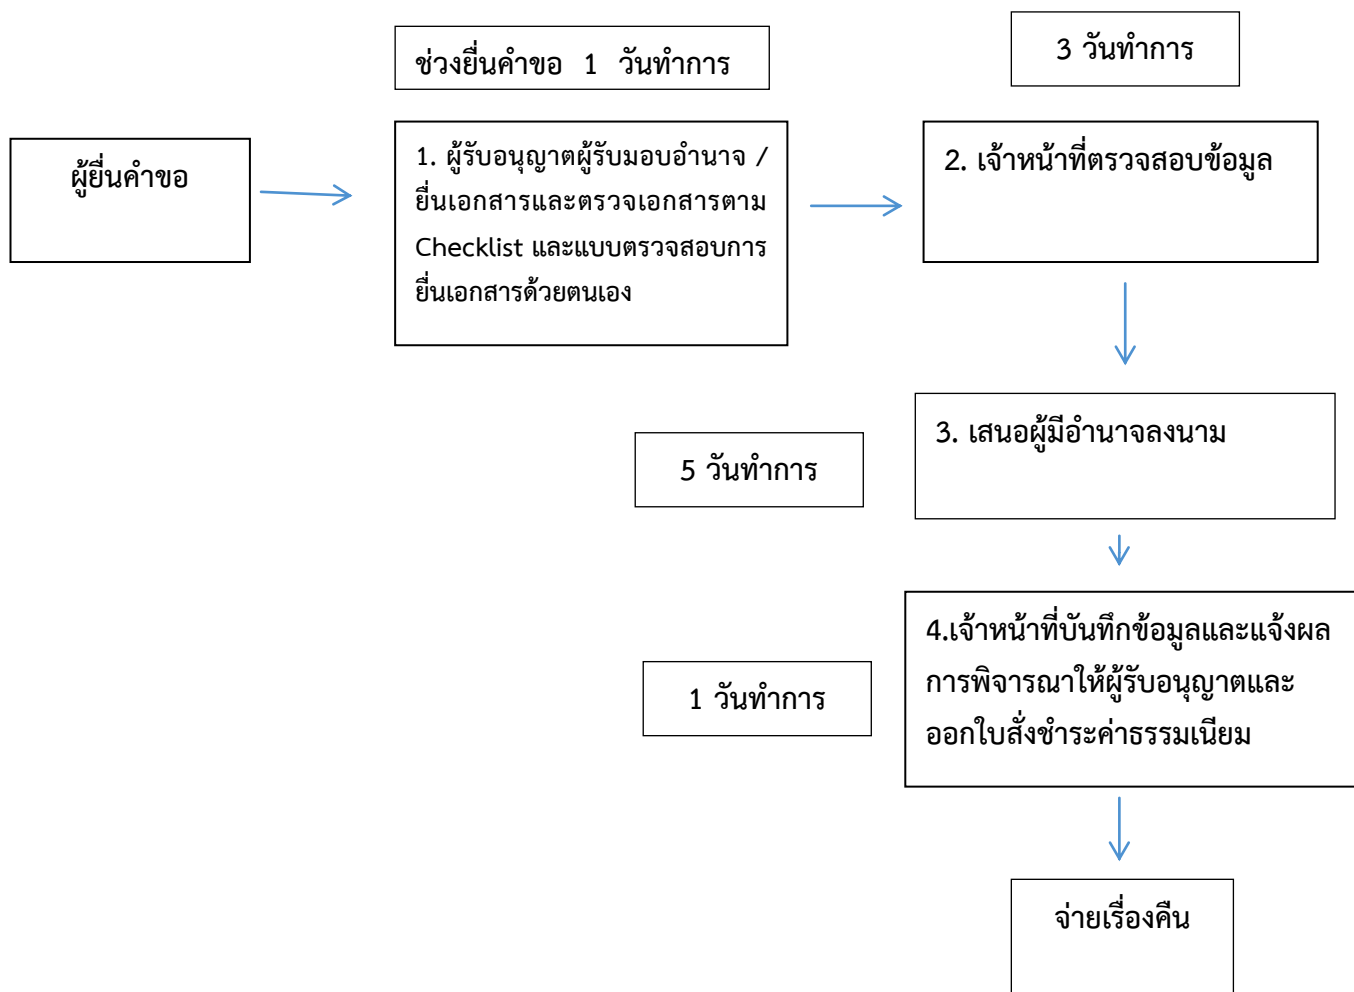 ช่วงยื่นคำขอ 1 วันทำการ
3 วันทำการ
ผู้ยื่นคำขอ
1. ผู้รับอนุญาตผู้รับมอบอำนาจ /
ยื่นเอกสารและตรวจเอกสารตาม
Checklist และแบบตรวจสอบการ
ยื่นเอกสารด้วยตนเอง
2. เจ้าหน้าที่ตรวจสอบข้อมูล
3. เสนอผู้มีอำนาจลงนาม
5 วันทำการ
4.เจ้าหน้าที่บันทึกข้อมูลและแจ้งผล
การพิจารณาให้ผู้รับอนุญาตและ
ออกใบสั่งชำระค่าธรรมเนียม
1 วันทำการ
จ่ายเรื่องคืน